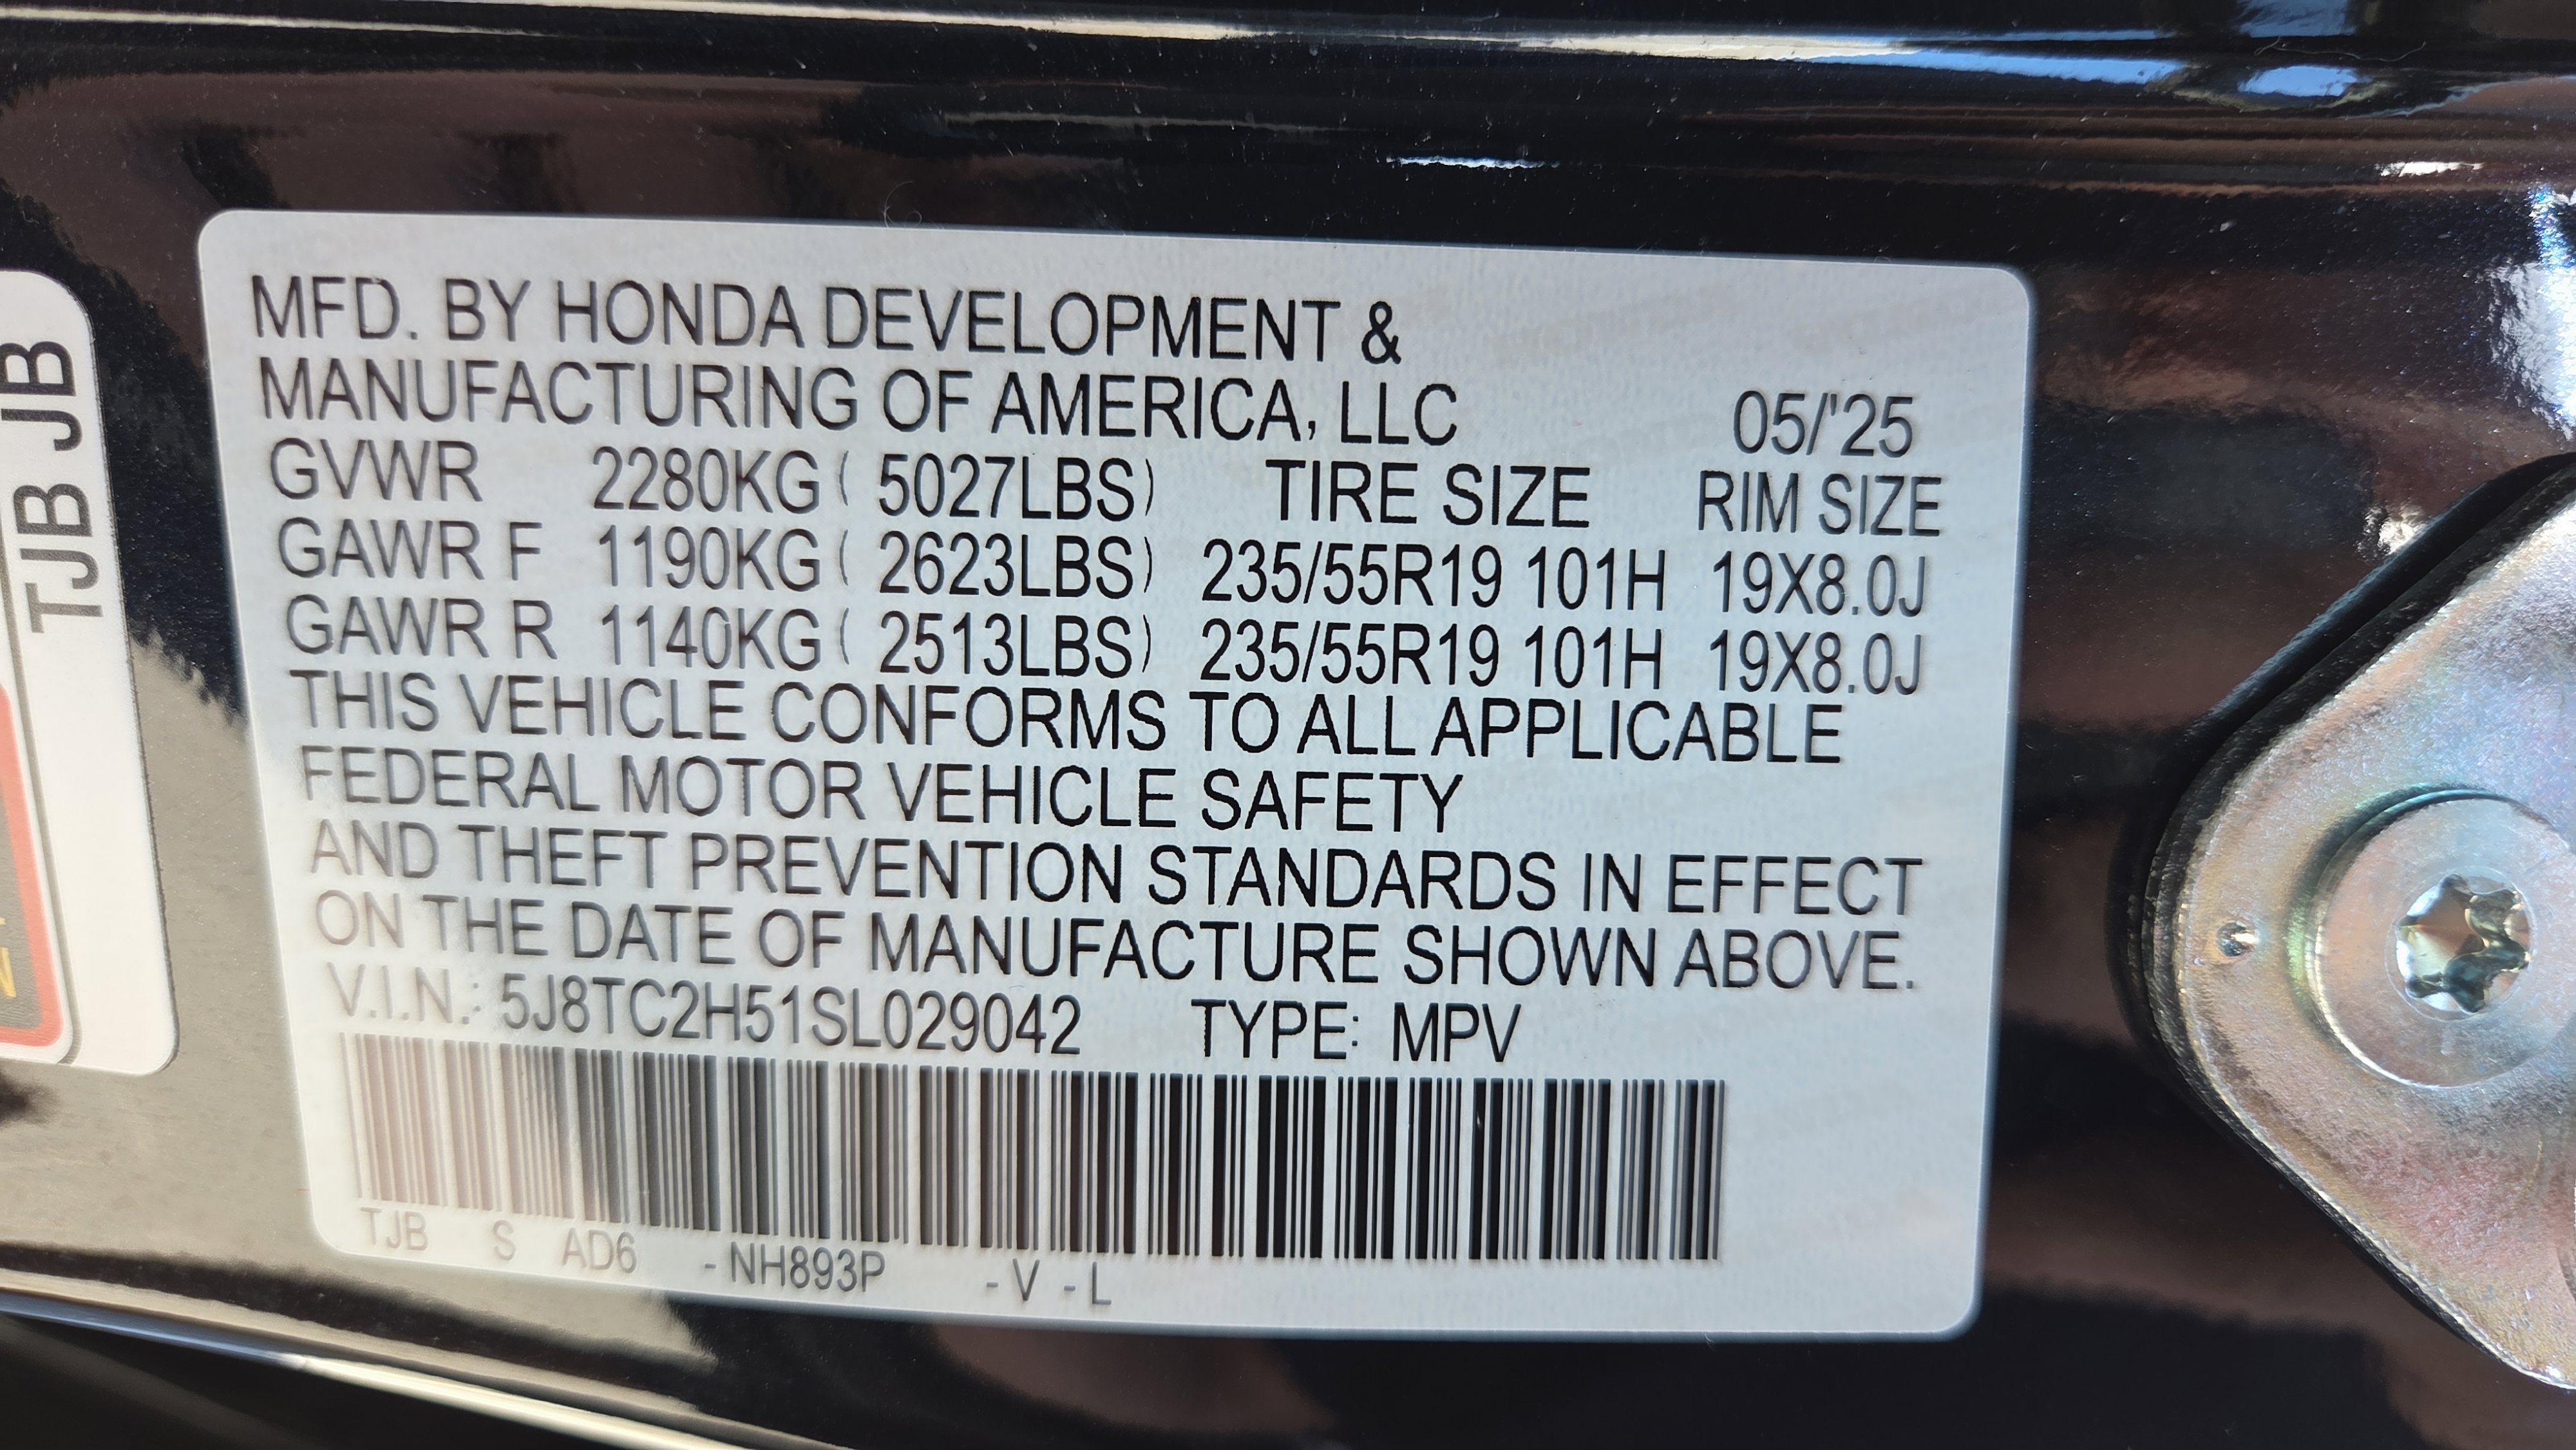 MFD. BY HONDA DEVELOPMENT &
MANUFACTURING OF AMERICA, LLC 05/'25
GVWR 2280KG ( 5027LBS) TIRE SIZE RIM SIZE
GAWR F 1190KG ( 2623LBS) 235/55R19 101H 19X8.0J
GAWR R 1140KG ( 2513LBS) 235/55R19 101H 19X8.0J
THIS VEHICLE CONFORMS TO ALL APPLICABLE
FEDERAL MOTOR VEHICLE SAFETY
AND THEFT PREVENTION STANDARDS IN EFFECT
ON THE DATE OF MANUFACTURE SHOWN ABOVE.
V.I.N.: 5J8TC2H51SL029042 TYPE: MPV
TJB S AD6 -NH893P -V -L
TJB JB